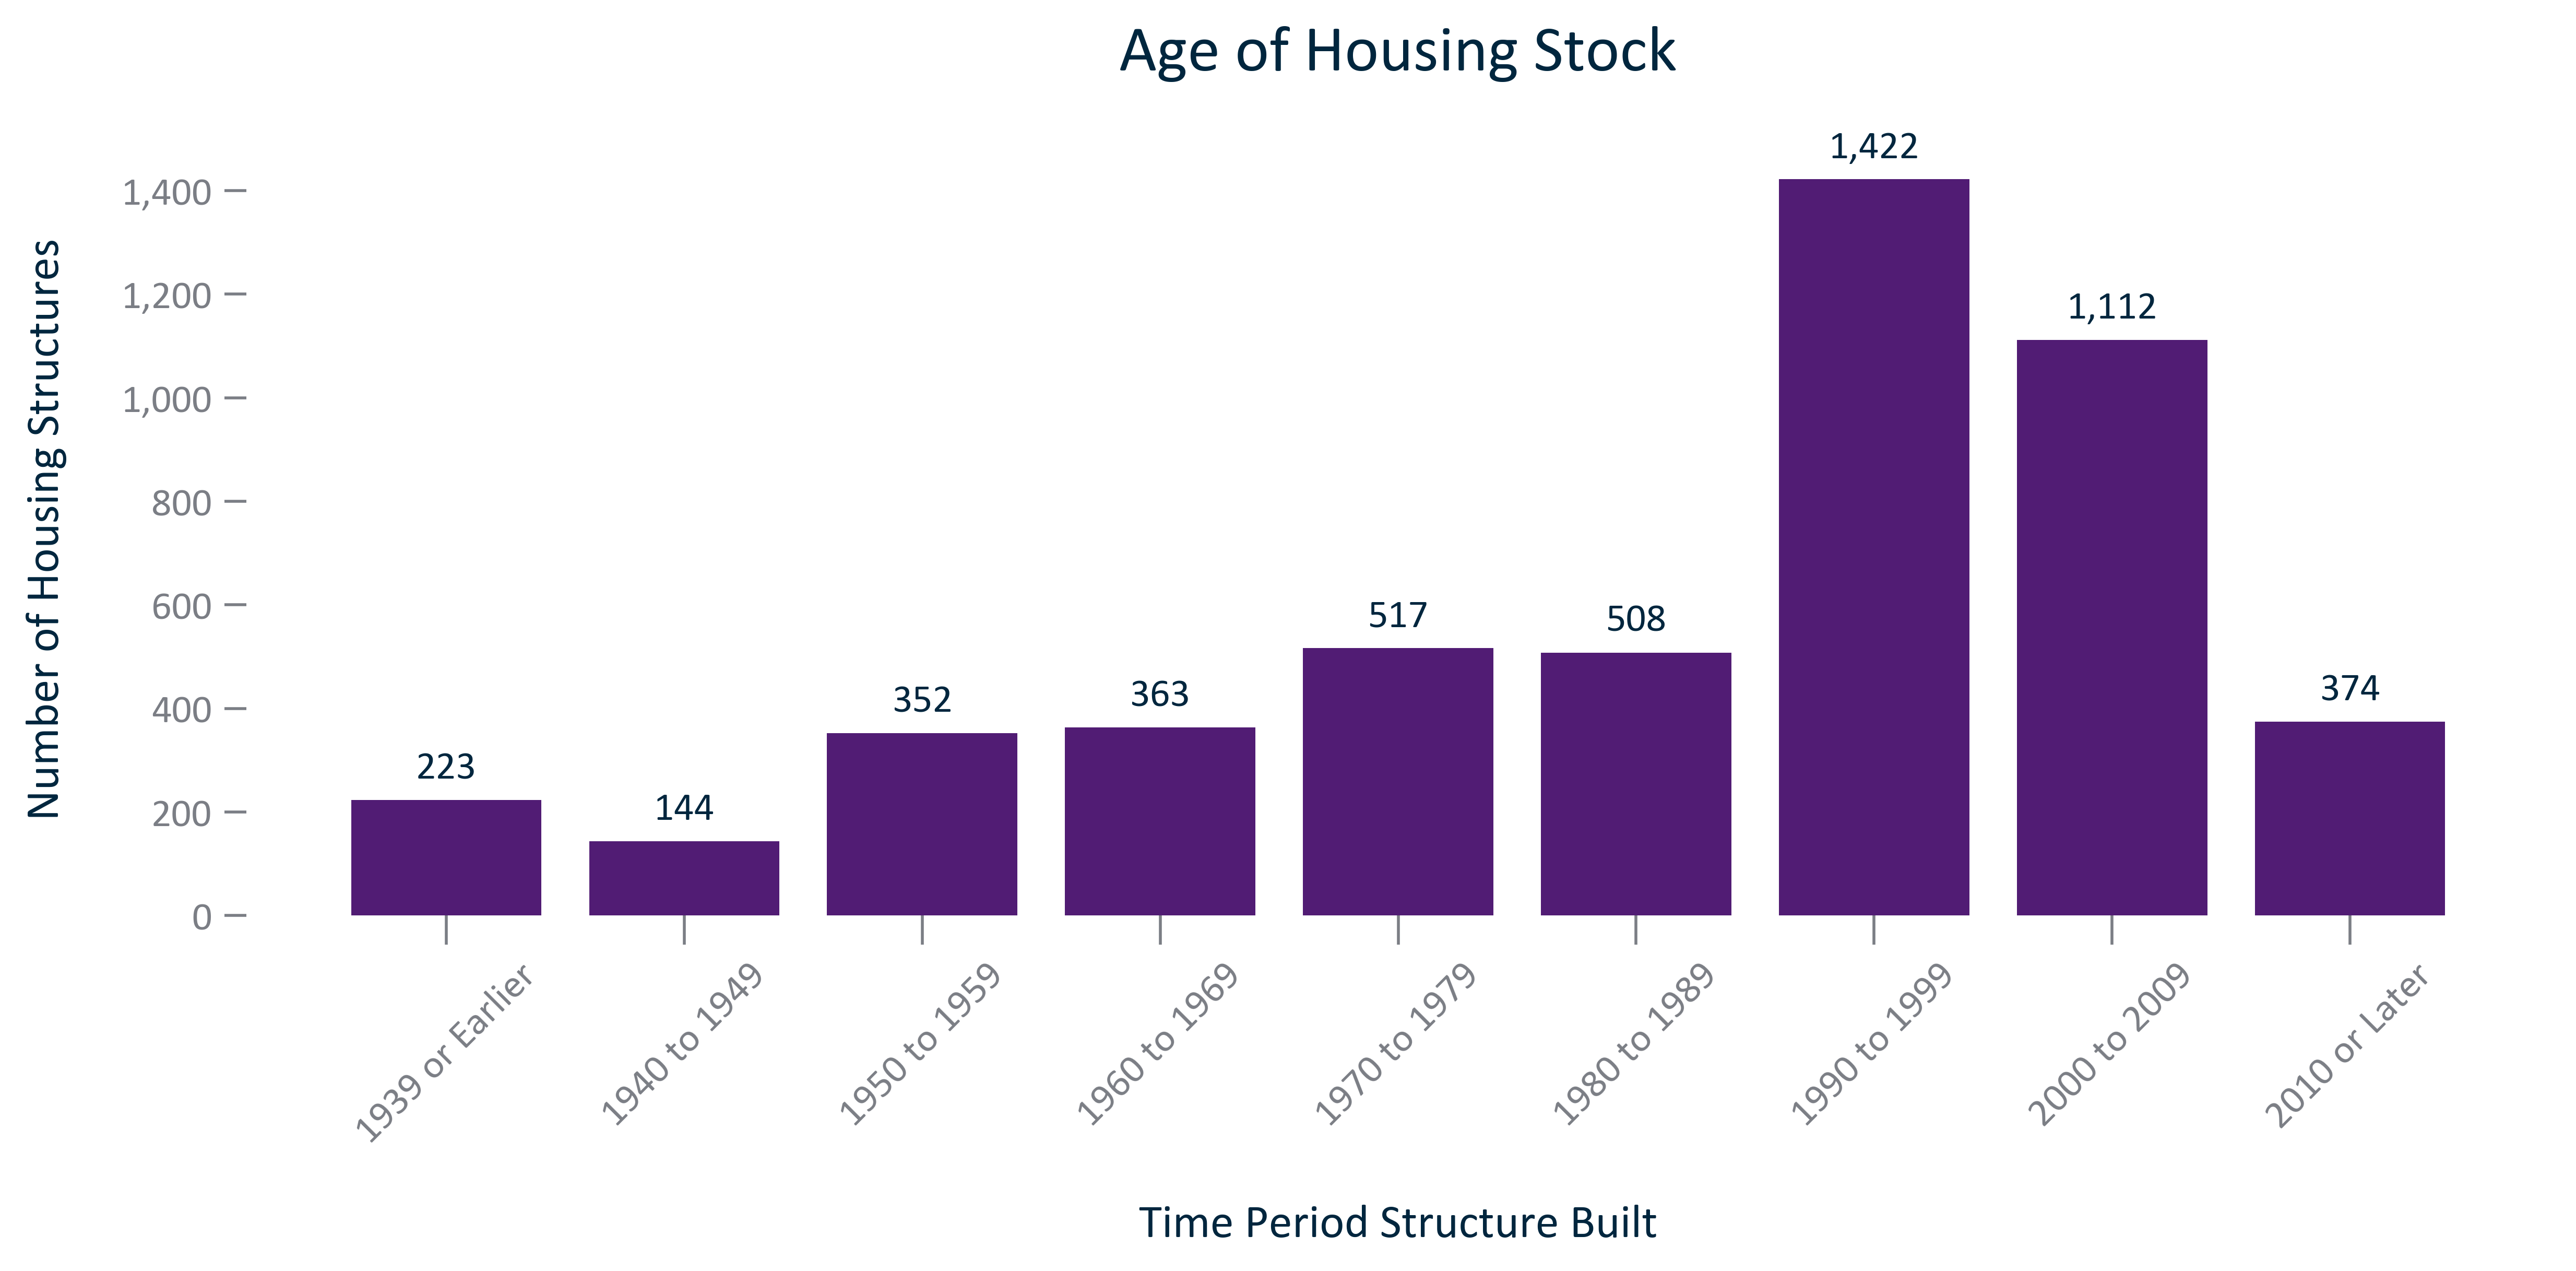 Age of Housing Stock
Number of Housing Structures
1,400
1,200
1,000
800
600
400
200
0
223
144
352
363
517
508
1,422
1,112
374
1939 or Earlier
1940 to 1949
1950 to 1959
1960 to 1969
1970 to 1979
1980 to 1989
1990 to 1999
2000 to 2009
2010 or Later
Time Period Structure Built